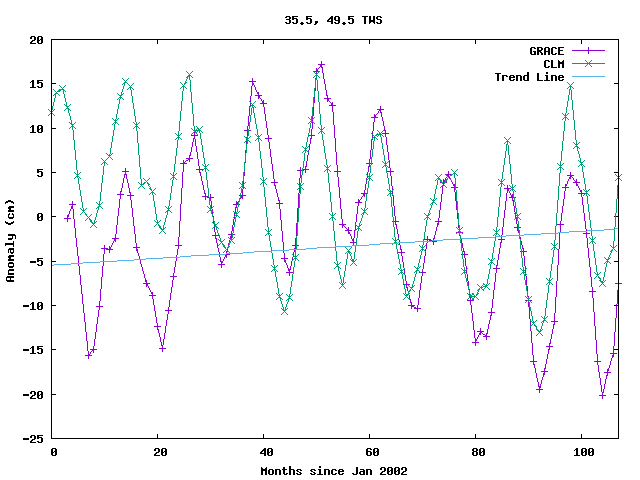 35.5, 49.5 TWS
GRACE
CLM
Trend Line
20
15
10
5
0
-5
-10
-15
-20
-25
Anomaly (cm)
0 20 40 60 80 100
Months since Jan 2002